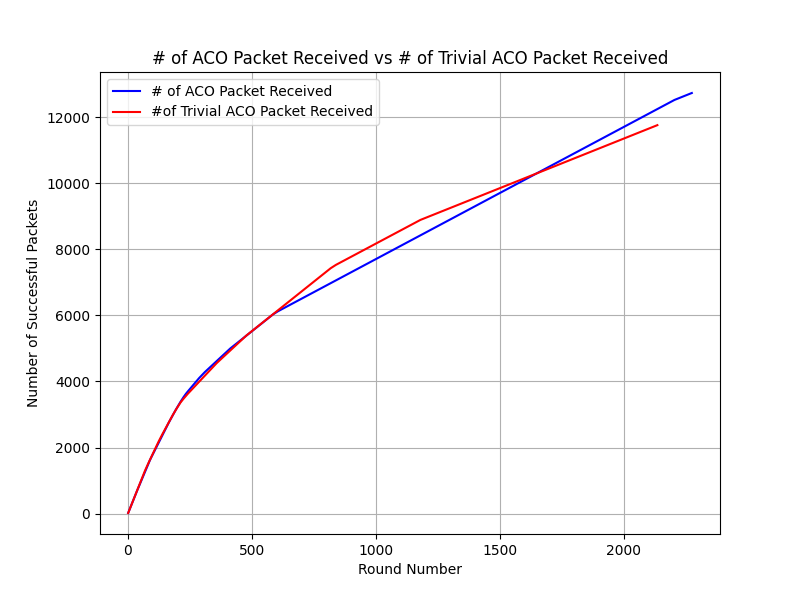 # of ACO Packet Received vs # of Trivial ACO Packet Received
# of ACO Packet Received
#of Trivial ACO Packet Received
12000
10000
8000
6000
4000
2000
0
Number of Successful Packets
0 500 1000 1500 2000
Round Number